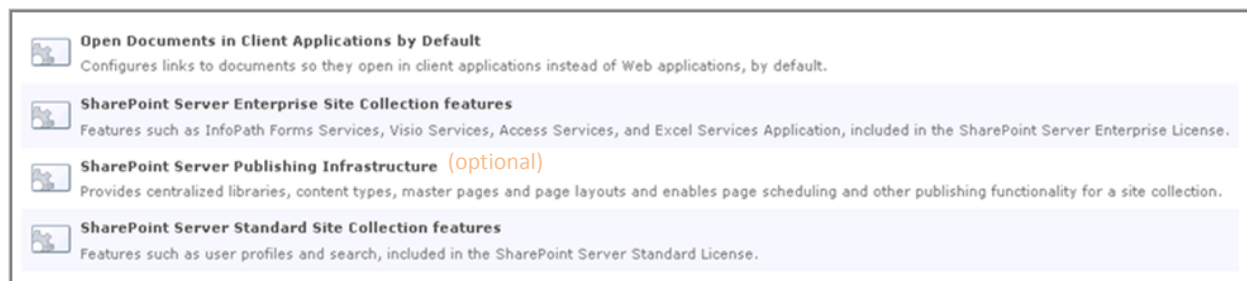 Open Documents in Client Applications by Default
Configures links to documents so they open in client applications instead of Web applications, by default.
SharePoint Server Enterprise Site Collection features
Features such as InfoPath Forms Services, Visio Services, Access Services, and Excel Services Application, included in the SharePoint Server Enterprise License.
SharePoint Server Publishing Infrastructure (optional)
Provides centralized libraries, content types, master pages and page layouts and enables page scheduling and other publishing functionality for a site collection.
SharePoint Server Standard Site Collection features
Features such as user profiles and search, included in the SharePoint Server Standard License.